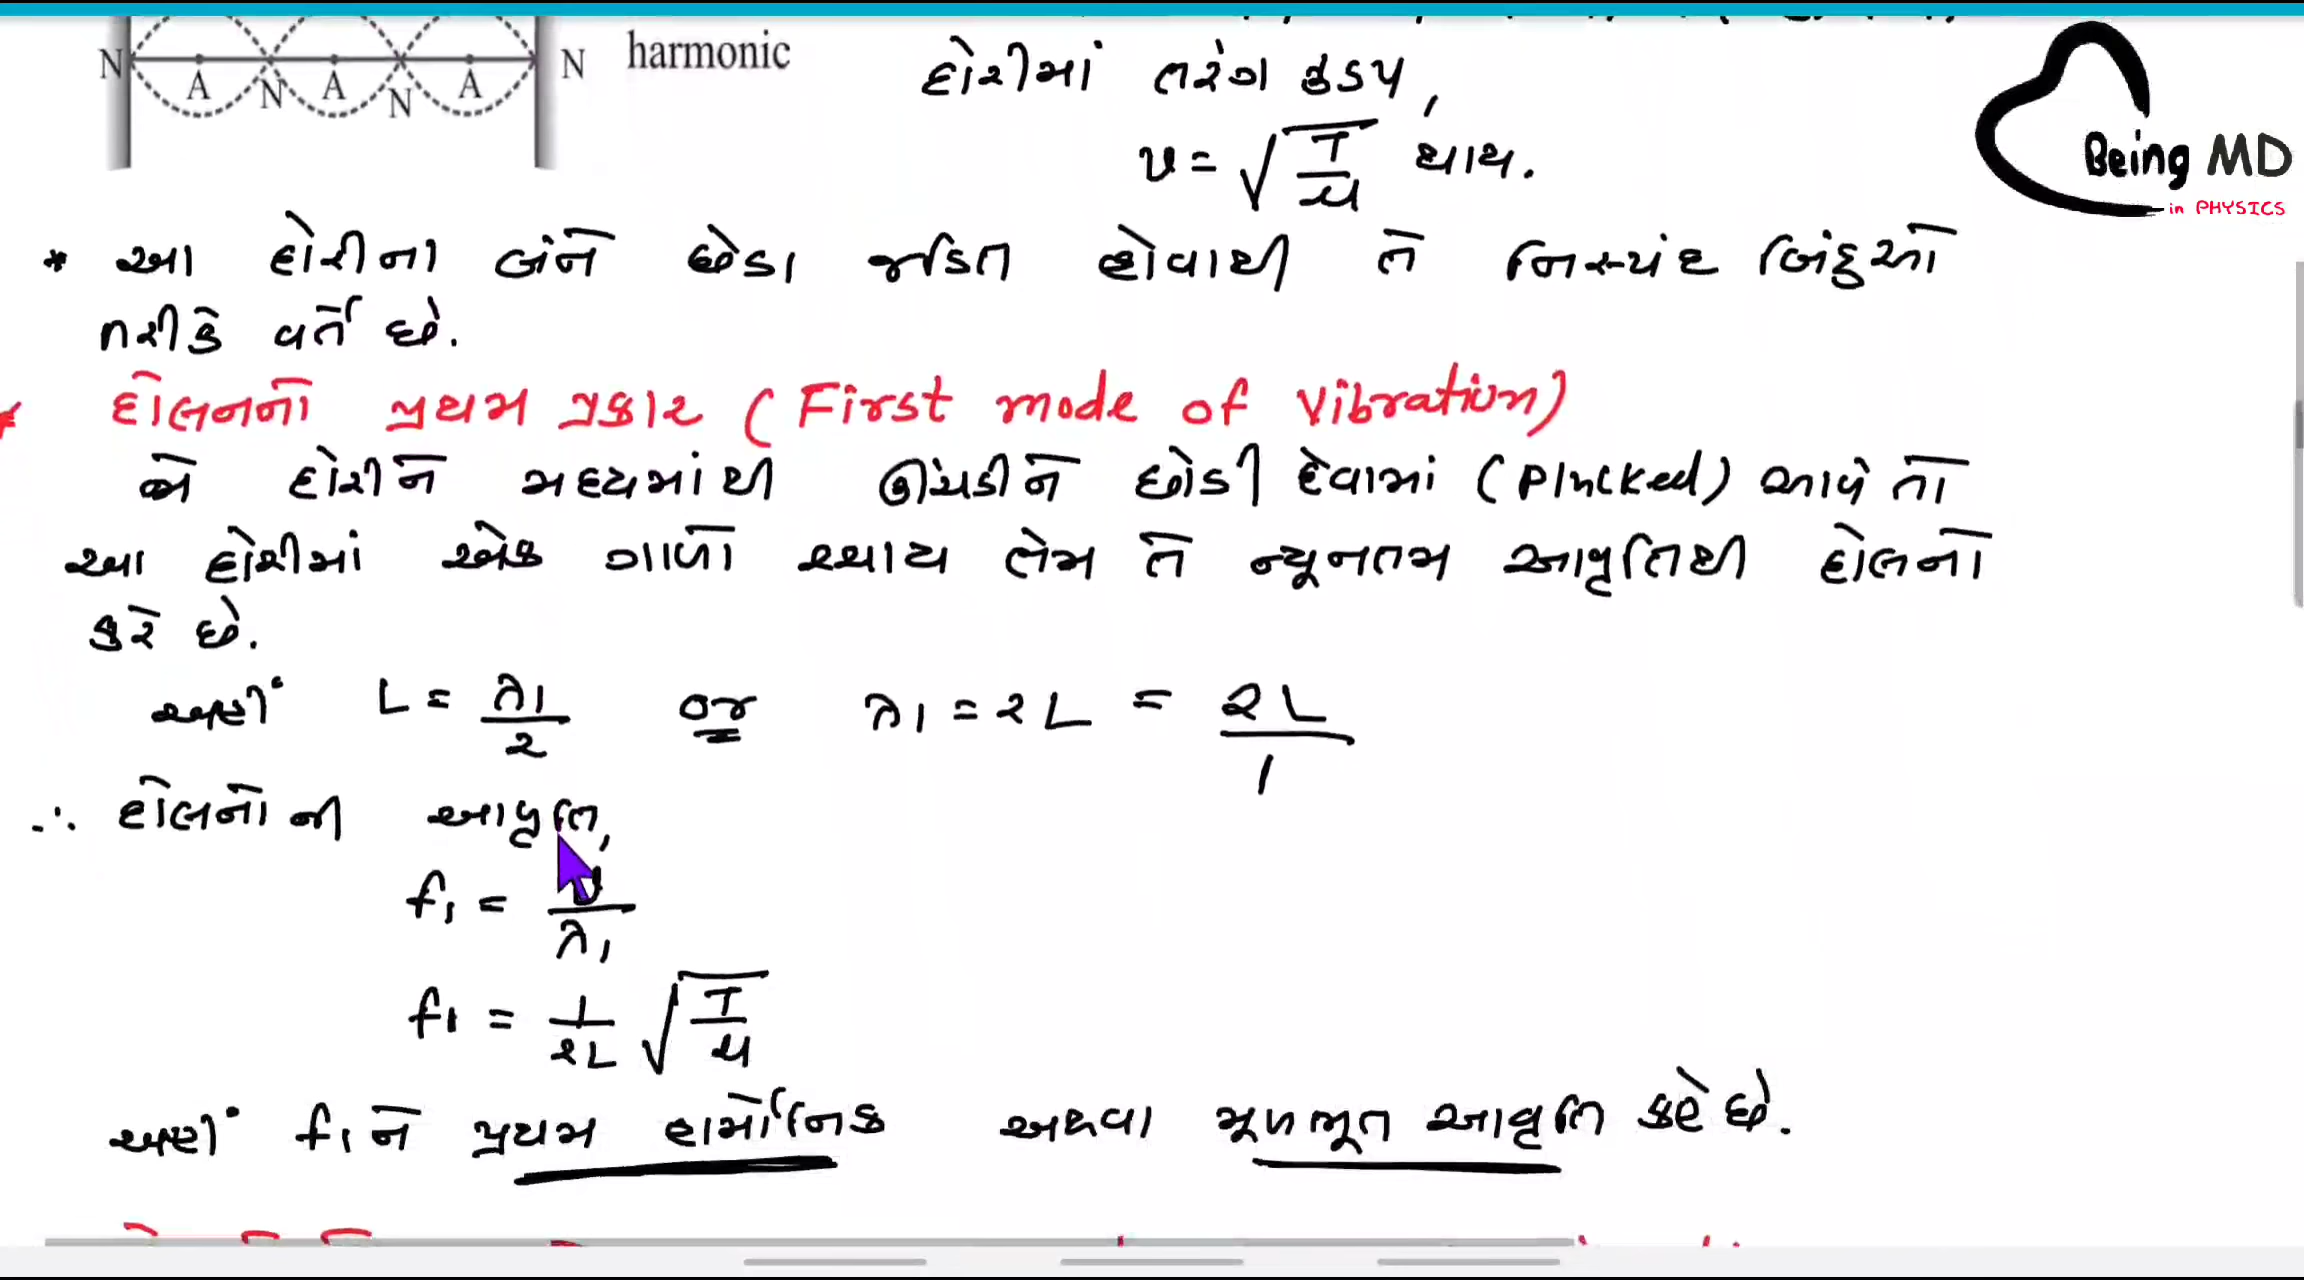 N A N A N A N harmonic
દોરીમાં તરંગ ઝડપ,
v = √(T/μ) થાય.
Being MD
in PHYSICS
* આ દોરીના બંને છેડા જડિત હોવાથી તે નિસ્પંદ બિંદુઓ
તરીકે વર્તે છે.
* દોલનનો પ્રથમ પ્રકાર (First mode of vibration)
જો દોરીને મધ્યમાંથી ઊંચકીને છોડી દેવામાં (Plucked) આવે તો
આ દોરીમાં એક ગાળો રચાય તેમ તે ન્યૂનતમ આવૃતિથી દોલનો
કરે છે.
અહીં L = λ1/2 or λ1 = 2L = 2L/1
∴ દોલનોની આવૃતિ,
f1 = v/λ1
f1 = 1/2L √(T/μ)
અહીં f1ને પ્રથમ હાર્મોનિક અથવા મૂળભૂત આવૃતિ કહે છે.